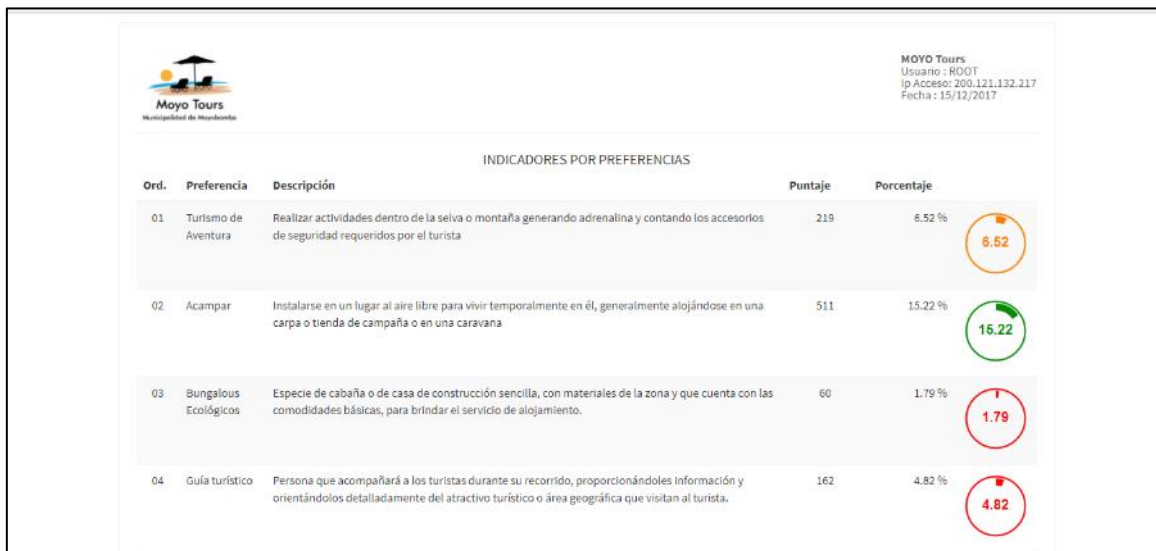 Moyo Tours
Municipalidad de Moyobamba
MOYO Tours
Usuario : ROOT
Ip Acceso: 200.121.132.217
Fecha : 15/12/2017
INDICADORES POR PREFERENCIAS
Ord. Preferencia Descripción Puntaje Porcentaje
01 Turismo de Realizar actividades dentro de la selva o montaña generando adrenalina y contando los accesorios 219 6.52 %
Aventura de seguridad requeridos por el turista
6.52
02 Acampar Instalarse en un lugar al aire libre para vivir temporalmente en él, generalmente alojándose en una 511 15.22 %
carpa o tienda de campaña o en una caravana
15.22
03 Bungalous Especie de cabaña o de casa de construcción sencilla, con materiales de la zona y que cuenta con las 60 1.79 %
Ecológicos comodidades básicas, para brindar el servicio de alojamiento.
1.79
04 Guía turístico Persona que acompañará a los turistas durante su recorrido, proporcionándoles información y 162 4.82 %
orientándolos detalladamente del atractivo turístico o área geográfica que visitan al turista.
4.82